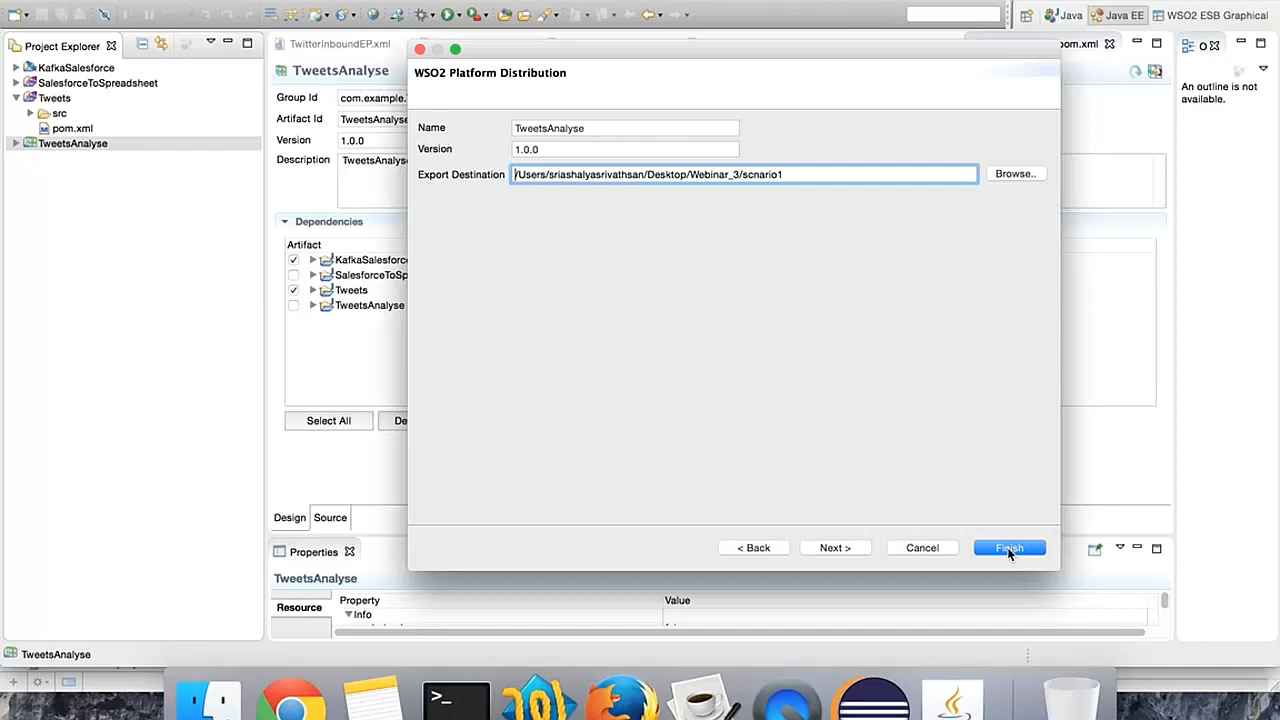 Java
Java EE
WSO2 ESB Graphical
Project Explorer
KafkaSalesforce
SalesforceToSpreadsheet
Tweets
src
pom.xml
TweetsAnalyse
TwitterInboundEP.xml
pom.xml
TweetsAnalyse
Group Id
com.example.
Artifact Id
TweetsAnalyse
Version
1.0.0
Description
TweetsAnalyse
Dependencies
Artifact
KafkaSalesforce
SalesforceToSp
Tweets
TweetsAnalyse
Select All
De
Design
Source
WSO2 Platform Distribution
Name
TweetsAnalyse
Version
1.0.0
Export Destination
/Users/sriashalyasrivathsan/Desktop/Webinar_3/scnario1
Browse..
< Back
Next >
Cancel
Finish
O
An outline is not
available.
Properties
TweetsAnalyse
Resource
Property
Value
Info
TweetsAnalyse
>_
101